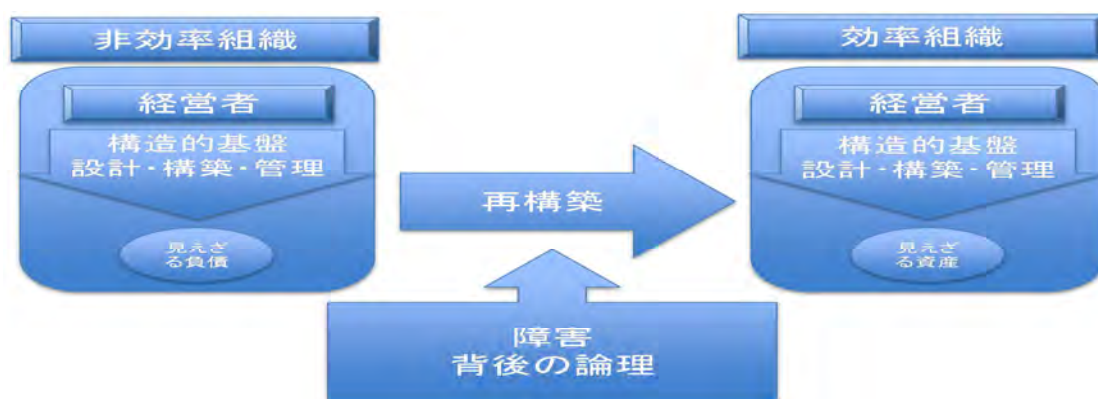 非効率組織
経営者
構造的基盤
設計・構築・管理
見えざ
る負債
再構築
障害
背後の論理
効率組織
経営者
構造的基盤
設計・構築・管理
見えざ
る資産